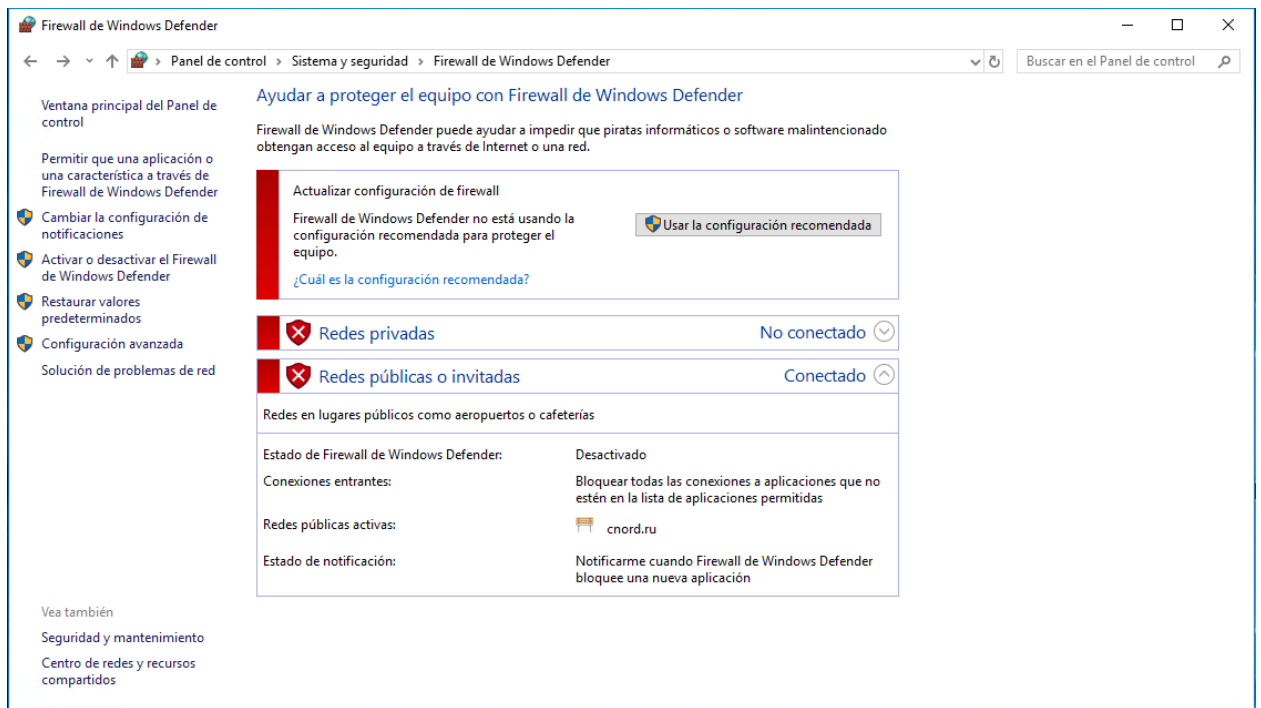 Firewall de Windows Defender
Panel de control > Sistema y seguridad > Firewall de Windows Defender
Buscar en el Panel de control
Ventana principal del Panel de
control
Permitir que una aplicación o
una característica a través de
Firewall de Windows Defender
Cambiar la configuración de
notificaciones
Activar o desactivar el Firewall
de Windows Defender
Restaurar valores
predeterminados
Configuración avanzada
Solución de problemas de red
Ayudar a proteger el equipo con Firewall de Windows Defender
Firewall de Windows Defender puede ayudar a impedir que piratas informáticos o software malintencionado
obtengan acceso al equipo a través de Internet o una red.
Actualizar configuración de firewall
Firewall de Windows Defender no está usando la
configuración recomendada para proteger el
equipo.
Usar la configuración recomendada
¿Cuál es la configuración recomendada?
Redes privadas No conectado
Redes públicas o invitadas Conectado
Redes en lugares públicos como aeropuertos o cafeterías
Estado de Firewall de Windows Defender: Desactivado
Conexiones entrantes: Bloquear todas las conexiones a aplicaciones que no
estén en la lista de aplicaciones permitidas
Redes públicas activas: cnord.ru
Estado de notificación: Notificarme cuando Firewall de Windows Defender
bloquee una nueva aplicación
Vea también
Seguridad y mantenimiento
Centro de redes y recursos
compartidos